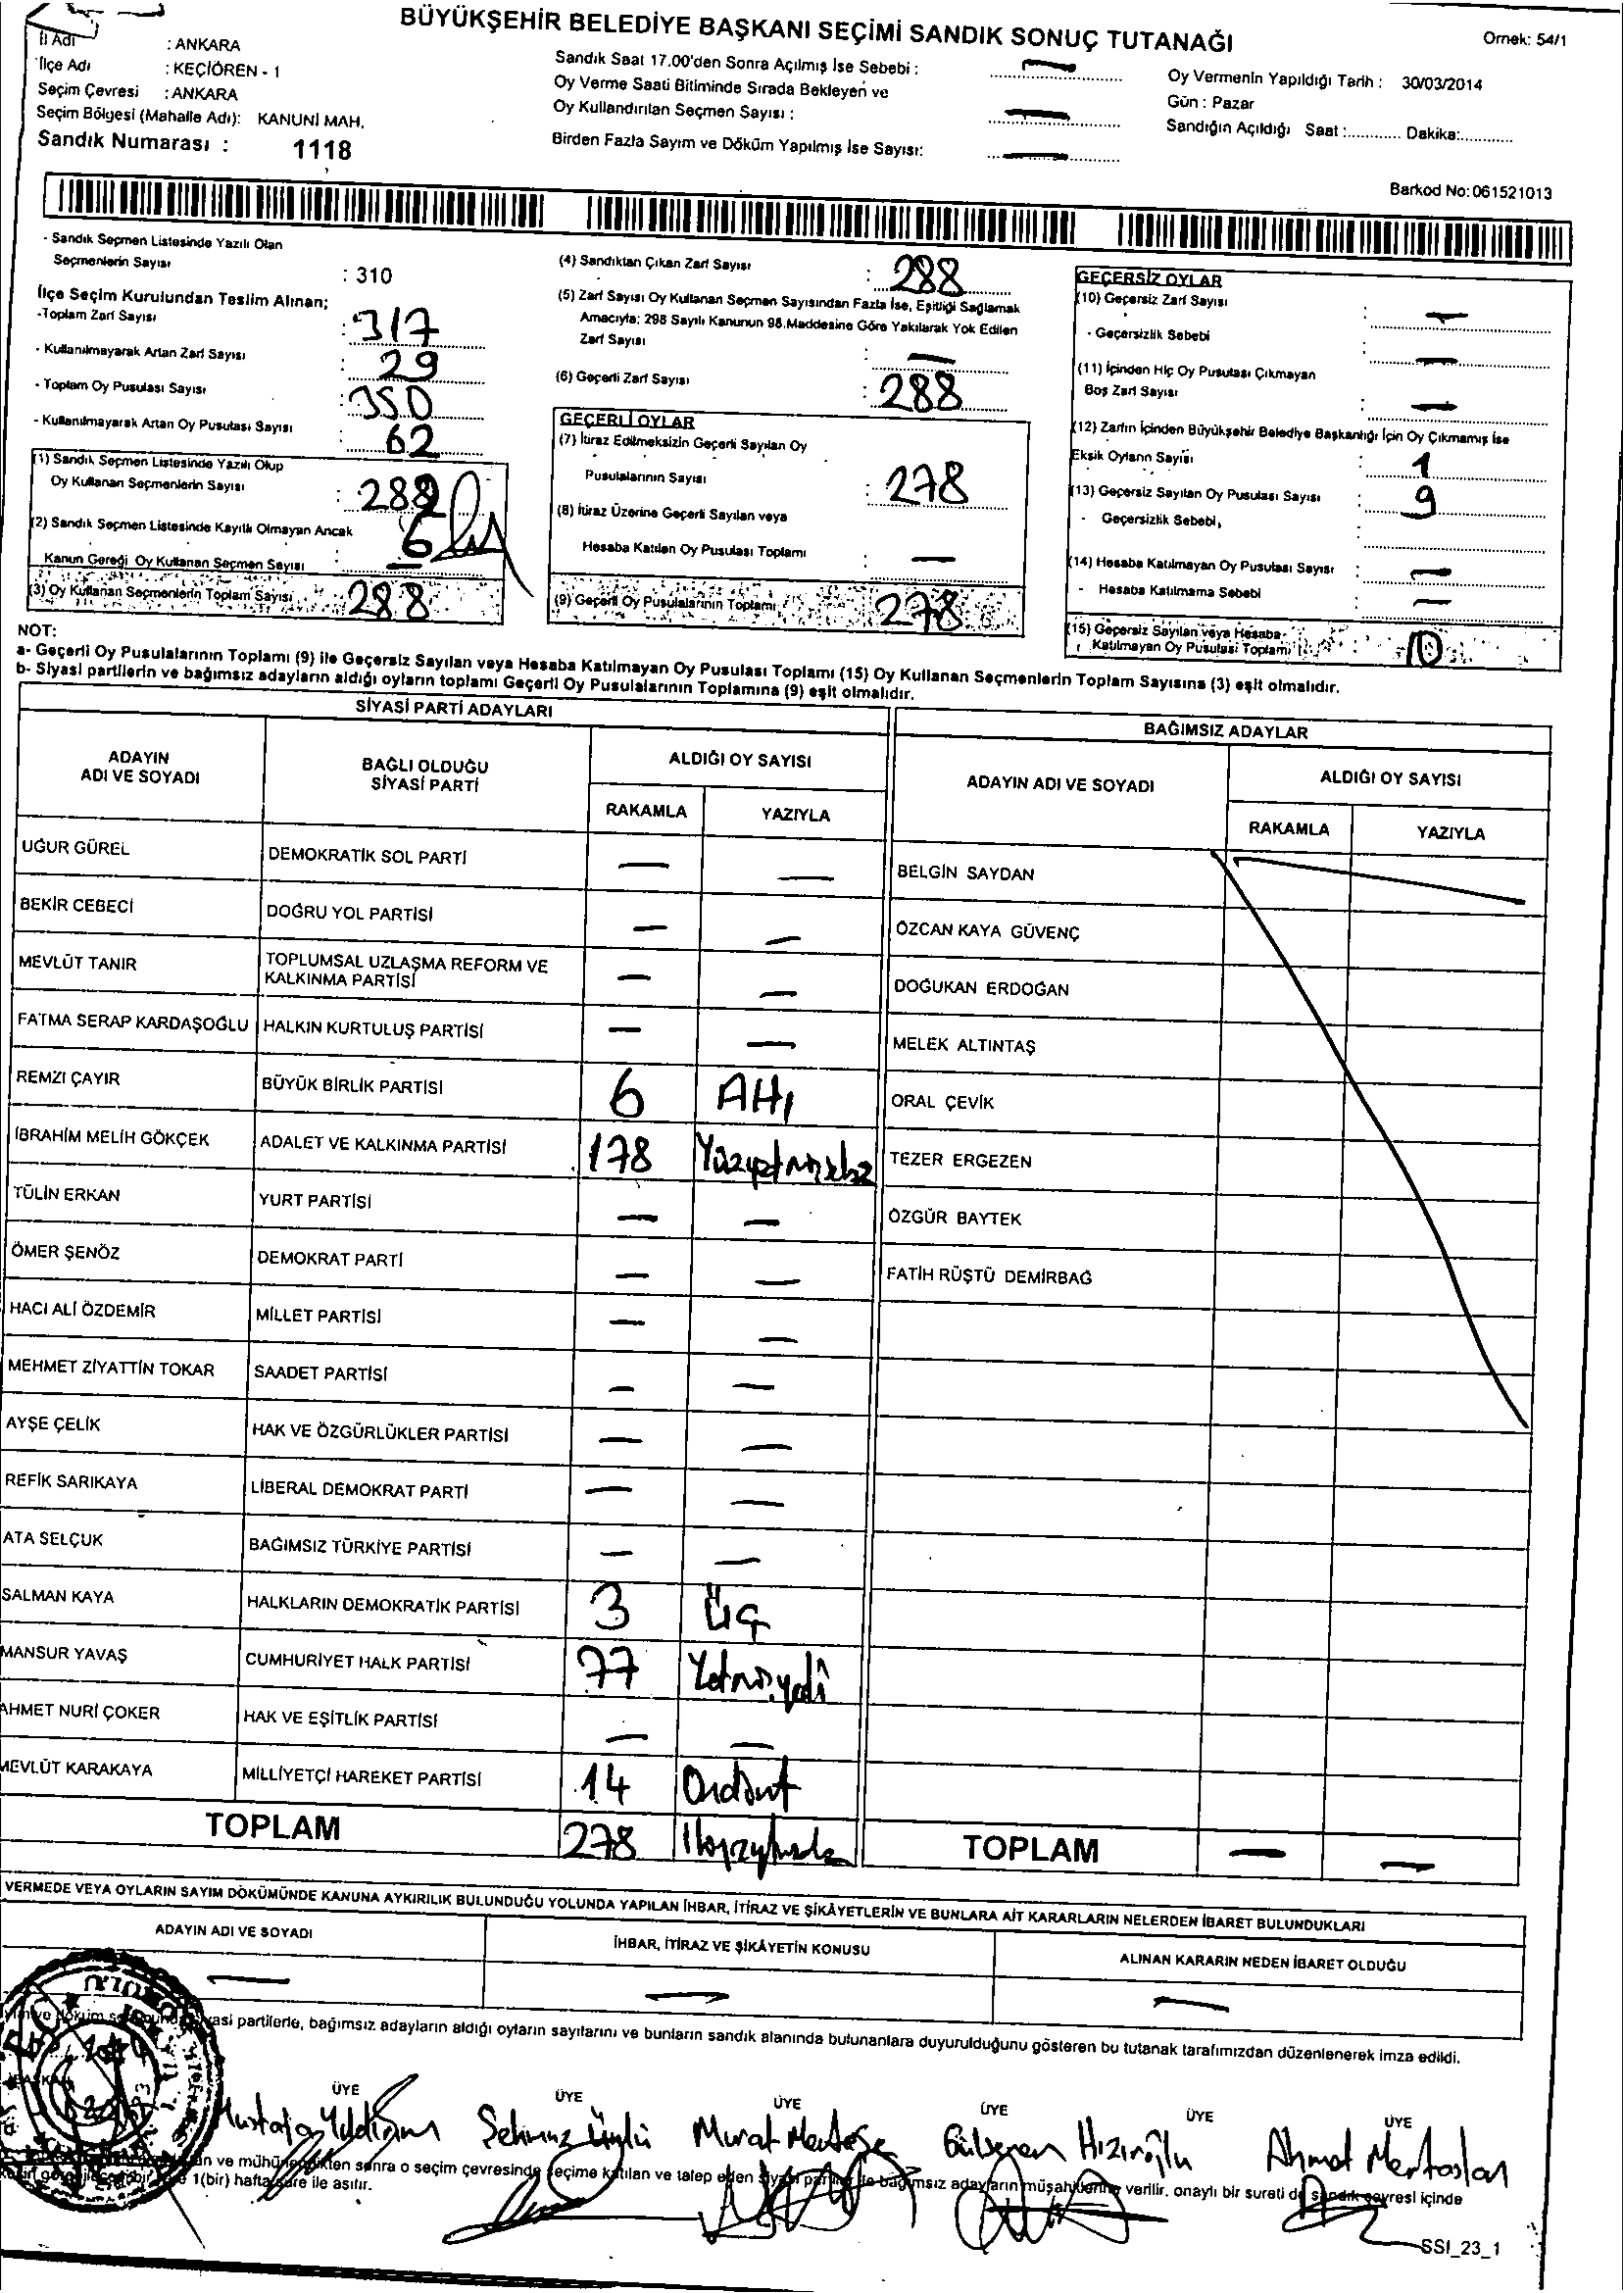 BÜYÜKŞEHİR BELEDİYE BAŞKANI SEÇİMİ SANDIK SONUÇ TUTANAĞI
Örnek: 54/1
İl Adı : ANKARA
İlçe Adı : KEÇİÖREN - 1
Seçim Çevresi : ANKARA
Seçim Bölgesi (Mahalle Adı): KANUNİ MAH.
Sandık Numarası : 1118
Sandık Saat 17.00'den Sonra Açılmış İse Sebebi : —
Oy Verme Saati Bitiminde Sırada Bekleyen ve
Oy Kullandırılan Seçmen Sayısı : —
Birden Fazla Sayım ve Döküm Yapılmış İse Sayısı: —
Oy Vermenin Yapıldığı Tarih : 30/03/2014
Gün : Pazar
Sandığın Açıldığı Saat :............ Dakika:............
Barkod No: 061521013
- Sandık Seçmen Listesinde Yazılı Olan
Seçmenlerin Sayısı : 310
İlçe Seçim Kurulundan Teslim Alınan;
-Toplam Zarf Sayısı : 317
- Kullanılmayarak Artan Zarf Sayısı : 29
- Toplam Oy Pusulası Sayısı : 350
- Kullanılmayarak Artan Oy Pusulası Sayısı : 62
(1) Sandık Seçmen Listesinde Yazılı Olup
Oy Kullanan Seçmenlerin Sayısı : 282
(2) Sandık Seçmen Listesinde Kayıtlı Olmayan Ancak
Kanun Gereği Oy Kullanan Seçmen Sayısı : 6
(3) Oy Kullanan Seçmenlerin Toplam Sayısı : 288
(4) Sandıktan Çıkan Zarf Sayısı : 288
(5) Zarf Sayısı Oy Kullanan Seçmen Sayısından Fazla İse, Eşitliği Sağlamak
Amacıyla; 298 Sayılı Kanunun 98.Maddesine Göre Yakılarak Yok Edilen
Zarf Sayısı : —
(6) Geçerli Zarf Sayısı : 288
GEÇERLİ OYLAR
(7) İtiraz Edilmeksizin Geçerli Sayılan Oy
Pusulalarının Sayısı : 278
(8) İtiraz Üzerine Geçerli Sayılan veya
Hesaba Katılan Oy Pusulası Toplamı : —
(9) Geçerli Oy Pusulalarının Toplamı : 278
GEÇERSİZ OYLAR
(10) Geçersiz Zarf Sayısı : —
- Geçersizlik Sebebi : —
(11) İçinden Hiç Oy Pusulası Çıkmayan
Boş Zarf Sayısı : —
(12) Zarfın İçinden Büyükşehir Belediye Başkanlığı İçin Oy Çıkmamış İse
Eksik Oyların Sayısı : 1
(13) Geçersiz Sayılan Oy Pusulası Sayısı : 9
- Geçersizlik Sebebi,
(14) Hesaba Katılmayan Oy Pusulası Sayısı : —
- Hesaba Katılmama Sebebi —
(15) Geçersiz Sayılan veya Hesaba
Katılmayan Oy Pusulası Toplamı : 10
NOT:
a- Geçerli Oy Pusulalarının Toplamı (9) ile Geçersiz Sayılan veya Hesaba Katılmayan Oy Pusulası Toplamı (15) Oy Kullanan Seçmenlerin Toplam Sayısına (3) eşit olmalıdır.
b- Siyasi partilerin ve bağımsız adayların aldığı oyların toplamı Geçerli Oy Pusulalarının Toplamına (9) eşit olmalıdır.
SİYASİ PARTİ ADAYLARI
ADAYIN ADI VE SOYADI
BAĞLI OLDUĞU SİYASİ PARTİ
ALDIĞI OY SAYISI
RAKAMLA YAZIYLA
UĞUR GÜREL DEMOKRATİK SOL PARTİ — —
BEKİR CEBECİ DOĞRU YOL PARTİSİ — —
MEVLÜT TANIR TOPLUMSAL UZLAŞMA REFORM VE KALKINMA PARTİSİ — —
FATMA SERAP KARDAŞOĞLU HALKIN KURTULUŞ PARTİSİ — —
REMZİ ÇAYIR BÜYÜK BİRLİK PARTİSİ 6 Altı
İBRAHİM MELİH GÖKÇEK ADALET VE KALKINMA PARTİSİ 178
TÜLİN ERKAN YURT PARTİSİ — —
ÖMER ŞENÖZ DEMOKRAT PARTİ — —
HACI ALİ ÖZDEMİR MİLLET PARTİSİ — —
MEHMET ZİYATTİN TOKAR SAADET PARTİSİ — —
AYŞE ÇELİK HAK VE ÖZGÜRLÜKLER PARTİSİ — —
REFİK SARIKAYA LİBERAL DEMOKRAT PARTİ — —
ATA SELÇUK BAĞIMSIZ TÜRKİYE PARTİSİ — —
SALMAN KAYA HALKLARIN DEMOKRATİK PARTİSİ 3 Üç
MANSUR YAVAŞ CUMHURİYET HALK PARTİSİ 77 Yetmişyedi
AHMET NURİ ÇOKER HAK VE EŞİTLİK PARTİSİ — —
MEVLÜT KARAKAYA MİLLİYETÇİ HAREKET PARTİSİ 14 Ondört
TOPLAM 278
BAĞIMSIZ ADAYLAR
ADAYIN ADI VE SOYADI
ALDIĞI OY SAYISI
RAKAMLA YAZIYLA
BELGİN SAYDAN
ÖZCAN KAYA GÜVENÇ
DOĞUKAN ERDOĞAN
MELEK ALTINTAŞ
ORAL ÇEVİK
TEZER ERGEZEN
ÖZGÜR BAYTEK
FATİH RÜŞTÜ DEMİRBAĞ
TOPLAM — —
VERMEDE VEYA OYLARIN SAYIM DÖKÜMÜNDE KANUNA AYKIRILIK BULUNDUĞU YOLUNDA YAPILAN İHBAR, İTİRAZ VE ŞİKÂYETLERİN VE BUNLARA AİT KARARLARIN NELERDEN İBARET BULUNDUKLARI
ADAYIN ADI VE SOYADI
İHBAR, İTİRAZ VE ŞİKÂYETİN KONUSU
ALINAN KARARIN NEDEN İBARET OLDUĞU
— — —
partilerle, bağımsız adayların aldığı oyların sayılarını ve bunların sandık alanında bulunanlara duyurulduğunu gösteren bu tutanak tarafımızdan düzenlenerek imza edildi.
ÜYE ÜYE ÜYE ÜYE ÜYE ÜYE
Mustafa Yıldırım Ünlü Murat Gülseren Hızıroğlu Ahmet Mertaslan
sonra o seçim çevresinde seçime katılan ve talep eden siyasi partiler ile bağımsız adayların müşahitlerine verilir, onaylı bir sureti de sandık çevresi içinde
1(bir) hafta süre ile asılır.
SSI_23_1